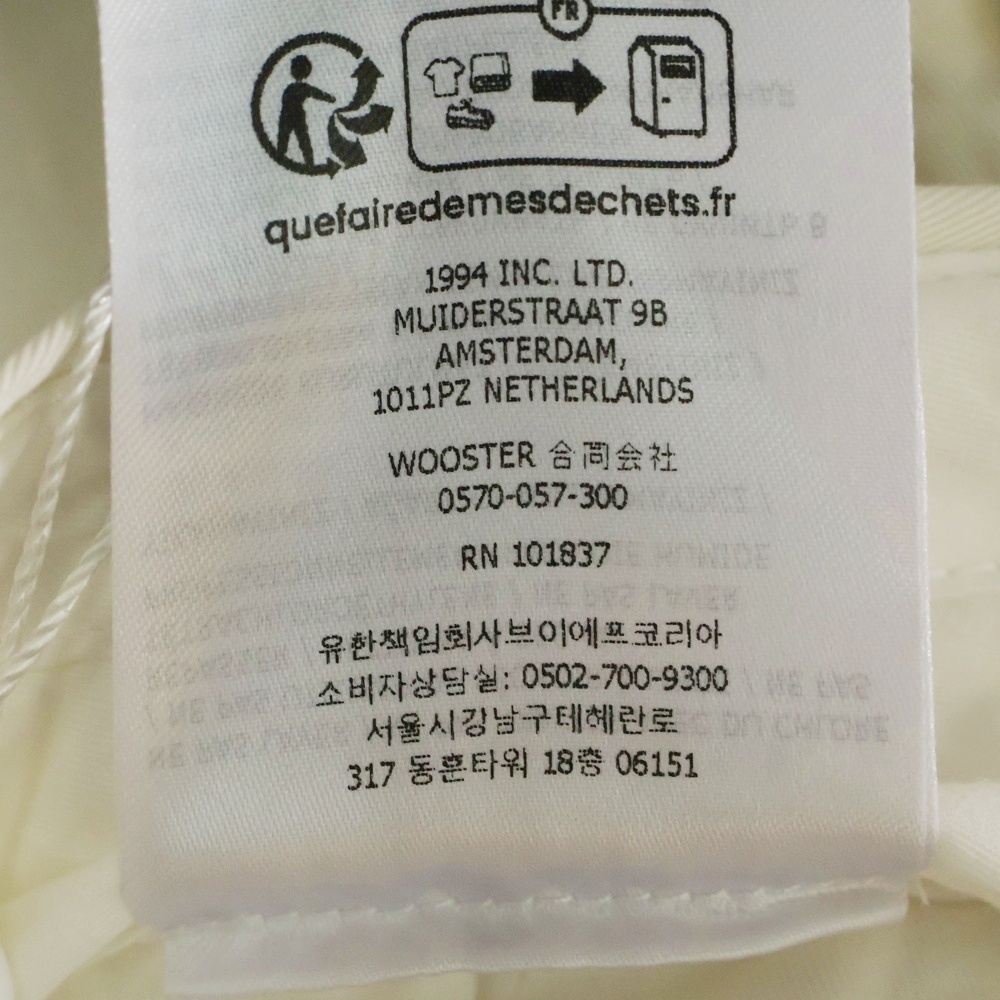 FR
quefairedemesdechets.fr
1994 INC. LTD.
MUIDERSTRAAT 9B
AMSTERDAM,
1011PZ NETHERLANDS
WOOSTER 合同会社
0570-057-300
RN 101837
유한책임회사브이에프코리아
소비자상담실: 0502-700-9300
서울시강남구테헤란로
317 동훈타워 18층 06151